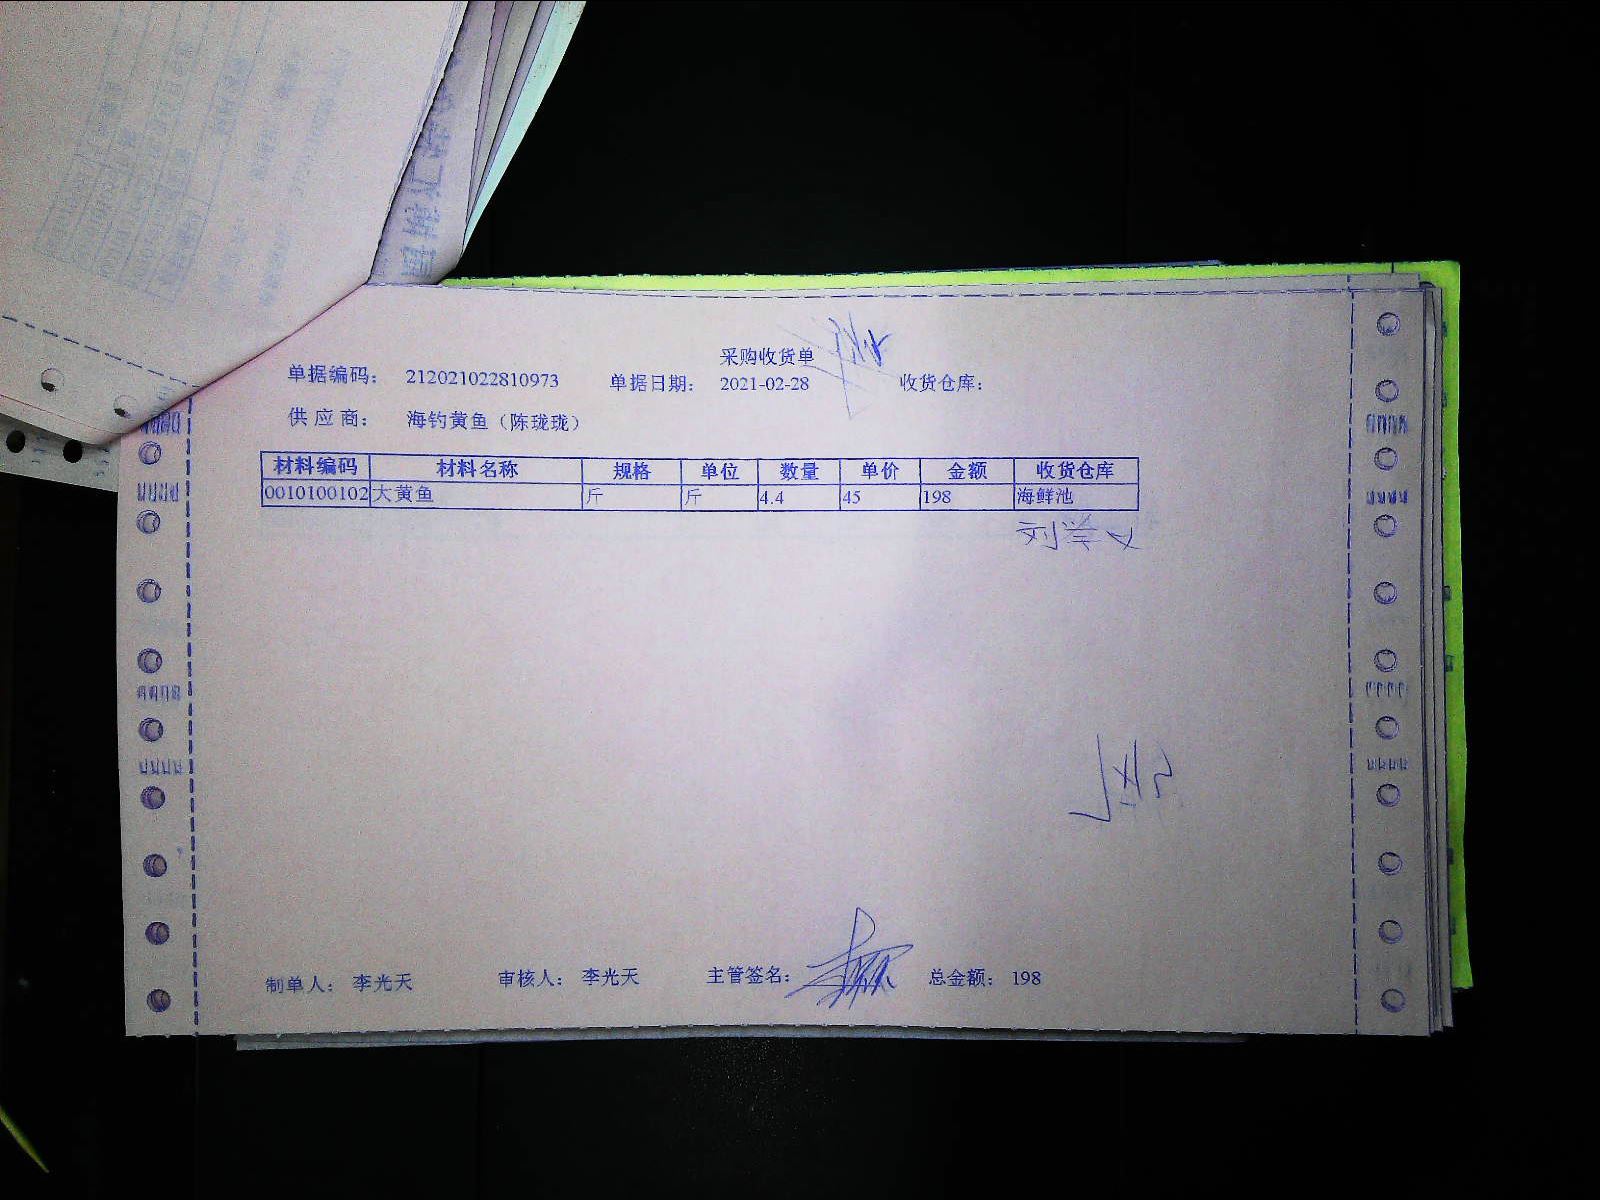 采购收货单
单据编码： 212021022810973 单据日期： 2021-02-28 收货仓库：
供应商： 海钓黄鱼（陈珑珑）
材料编码 材料名称 规格 单位 数量 单价 金额 收货仓库
0010100102 大黄鱼 斤 斤 4.4 45 198 海鲜池
刘学文
制单人： 李光天 审核人： 李光天 主管签名： 总金额： 198